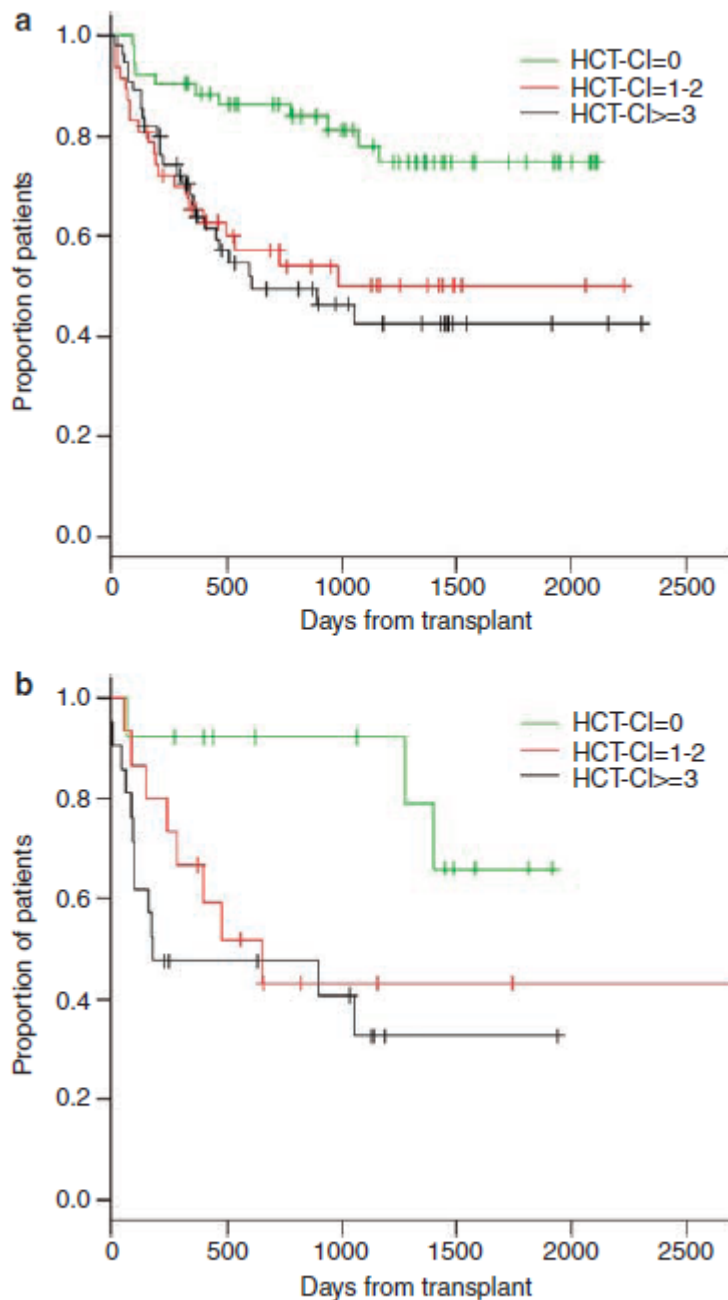 a
1.0
0.8
0.6
0.4
0.2
0.0
Proportion of patients
HCT-CI=0
HCT-CI=1-2
HCT-CI>=3
0 500 1000 1500 2000 2500
Days from transplant
b
1.0
0.8
0.6
0.4
0.2
0.0
Proportion of patients
HCT-CI=0
HCT-CI=1-2
HCT-CI>=3
0 500 1000 1500 2000 2500
Days from transplant